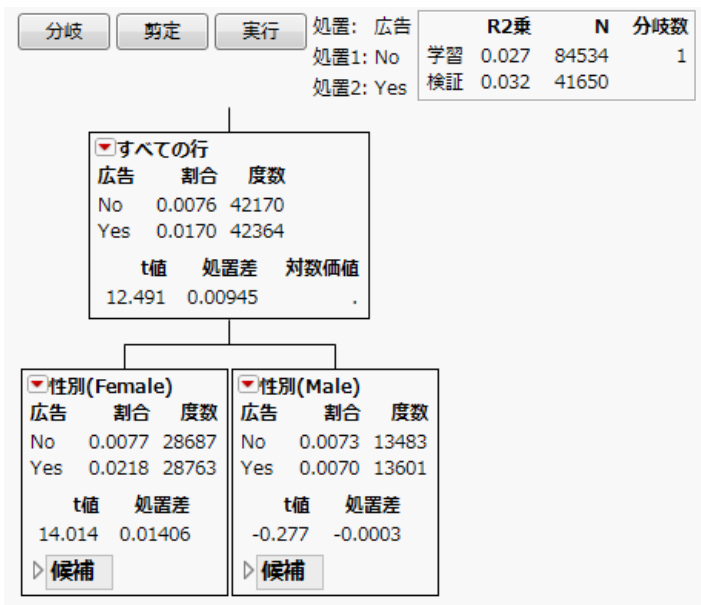 分岐 剪定 実行
処置: 広告
処置1: No
処置2: Yes
R2乗 N 分岐数
学習 0.027 84534 1
検証 0.032 41650
すべての行
広告 割合 度数
No 0.0076 42170
Yes 0.0170 42364
t値 処置差 対数価値
12.491 0.00945 .
性別(Female)
広告 割合 度数
No 0.0077 28687
Yes 0.0218 28763
t値 処置差
14.014 0.01406
候補
性別(Male)
広告 割合 度数
No 0.0073 13483
Yes 0.0070 13601
t値 処置差
-0.277 -0.0003
候補